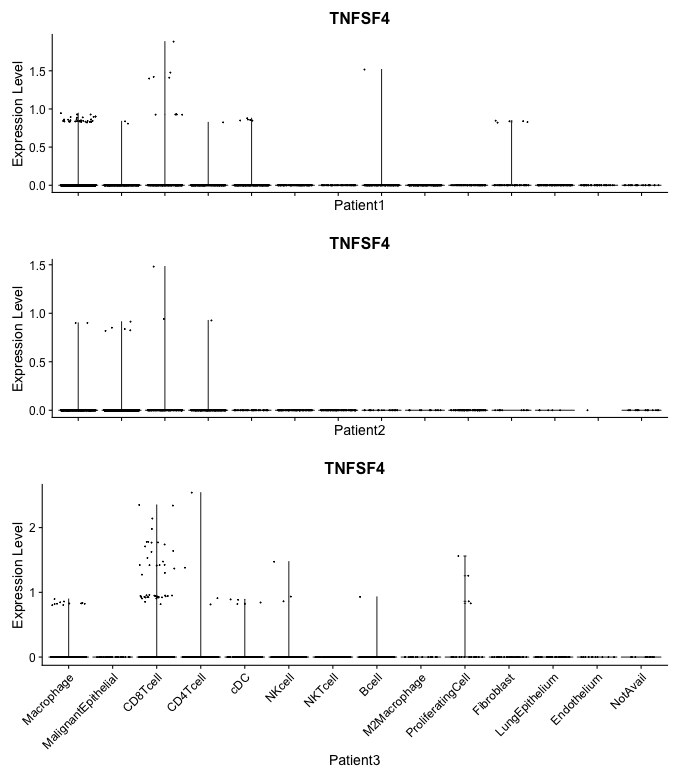 TNFSF4
Expression Level
1.5
1.0
0.5
0.0
Patient1
TNFSF4
Expression Level
1.5
1.0
0.5
0.0
Patient2
TNFSF4
Expression Level
2
1
0
Macrophage
MalignantEpithelial
CD8Tcell
CD4Tcell
cDC
NKcell
NKTcell
Bcell
M2Macrophage
ProliferatingCell
Fibroblast
LungEpithelium
Endothelium
NotAvail
Patient3